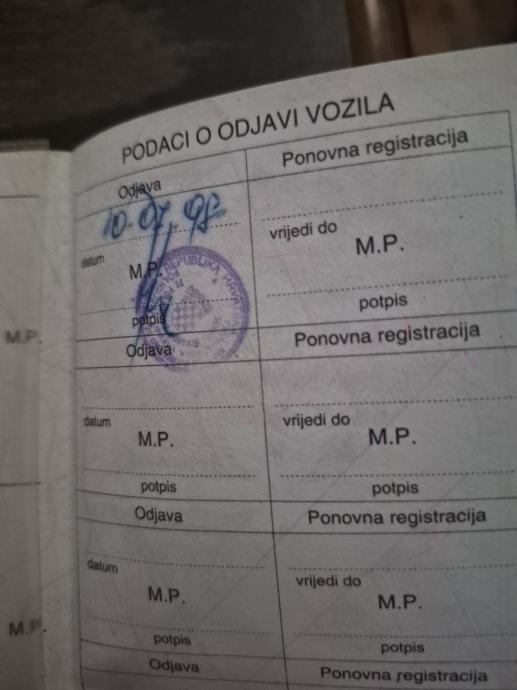 PODACI O ODJAVI VOZILA
Odjava
Ponovna registracija
10.07.98
datum
vrijedi do
M.P.
M.P.
REPUBLIKA
potpis
potpis
Odjava
Ponovna registracija
datum
vrijedi do
M.P.
M.P.
M.P.
potpis
potpis
Odjava
Ponovna registracija
datum
vrijedi do
M.P.
M.P.
M.P.
potpis
potpis
Odjava
Ponovna registracija